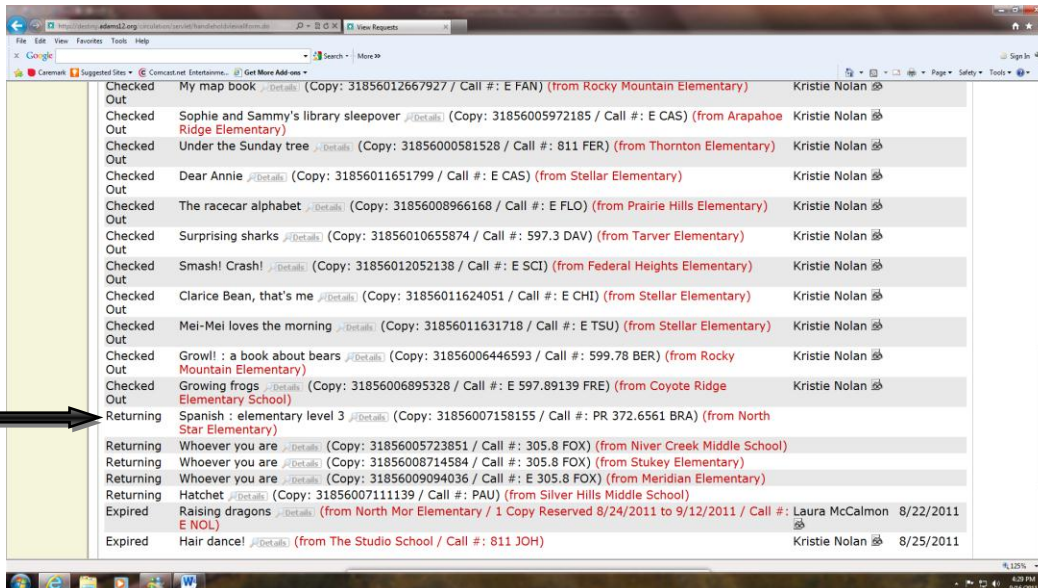 http://destiny.adams12.org/circulation/servlet/handleholdviewallform.do
View Requests
File Edit View Favorites Tools Help
x Google Search More >>
Sign In
Caremark Suggested Sites Comcast.net Entertainme... Get More Add-ons
Page Safety Tools
Checked Out My map book Details (Copy: 31856012667927 / Call #: E FAN) (from Rocky Mountain Elementary) Kristie Nolan
Checked Sophie and Sammy's library sleepover Details (Copy: 31856005972185 / Call #: E CAS) (from Arapahoe Kristie Nolan
Out Ridge Elementary)
Checked Under the Sunday tree Details (Copy: 31856000581528 / Call #: 811 FER) (from Thornton Elementary) Kristie Nolan
Out
Checked Dear Annie Details (Copy: 31856011651799 / Call #: E CAS) (from Stellar Elementary) Kristie Nolan
Out
Checked The racecar alphabet Details (Copy: 31856008966168 / Call #: E FLO) (from Prairie Hills Elementary) Kristie Nolan
Out
Checked Surprising sharks Details (Copy: 31856010655874 / Call #: 597.3 DAV) (from Tarver Elementary) Kristie Nolan
Out
Checked Smash! Crash! Details (Copy: 31856012052138 / Call #: E SCI) (from Federal Heights Elementary) Kristie Nolan
Out
Checked Clarice Bean, that's me Details (Copy: 31856011624051 / Call #: E CHI) (from Stellar Elementary) Kristie Nolan
Out
Checked Mei-Mei loves the morning Details (Copy: 31856011631718 / Call #: E TSU) (from Stellar Elementary) Kristie Nolan
Out
Checked Growl! : a book about bears Details (Copy: 31856006446593 / Call #: 599.78 BER) (from Rocky Kristie Nolan
Out Mountain Elementary)
Checked Growing frogs Details (Copy: 31856006895328 / Call #: E 597.89139 FRE) (from Coyote Ridge Kristie Nolan
Out Elementary School)
Returning Spanish : elementary level 3 Details (Copy: 31856007158155 / Call #: PR 372.6561 BRA) (from North
Star Elementary)
Returning Whoever you are Details (Copy: 31856005723851 / Call #: 305.8 FOX) (from Niver Creek Middle School)
Returning Whoever you are Details (Copy: 31856008714584 / Call #: 305.8 FOX) (from Stukey Elementary)
Returning Whoever you are Details (Copy: 31856009094036 / Call #: E 305.8 FOX) (from Meridian Elementary)
Returning Hatchet Details (Copy: 31856007111139 / Call #: PAU) (from Silver Hills Middle School)
Expired Raising dragons Details (from North Mor Elementary / 1 Copy Reserved 8/24/2011 to 9/12/2011 / Call #: Laura McCalmon 8/22/2011
E NOL)
Expired Hair dance! Details (from The Studio School / Call #: 811 JOH) Kristie Nolan 8/25/2011
125%
4:29 PM